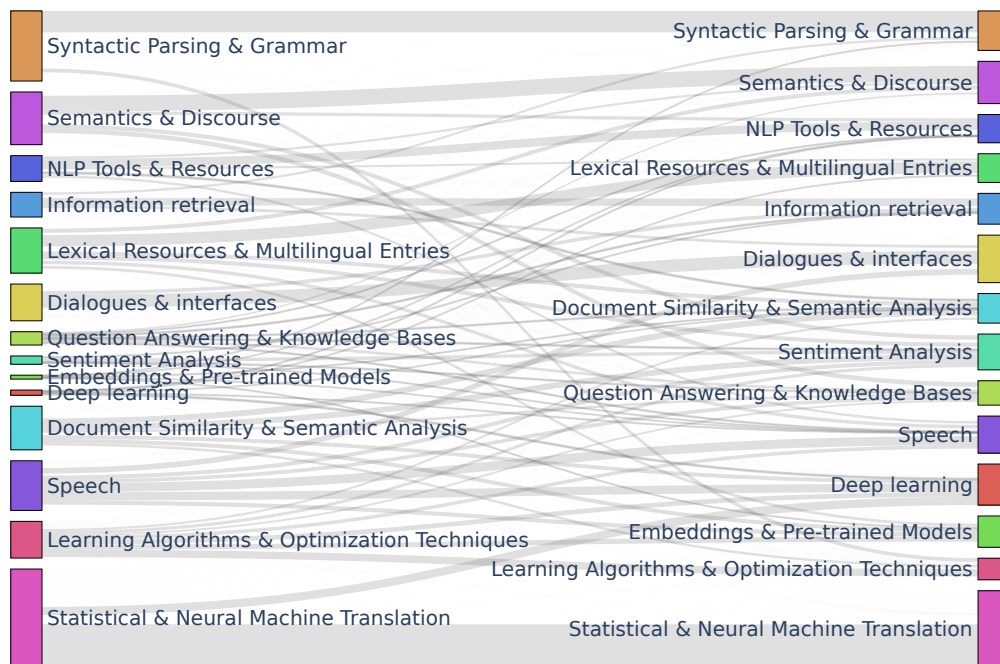 Syntactic Parsing & Grammar
Semantics & Discourse
NLP Tools & Resources
Information retrieval
Lexical Resources & Multilingual Entries
Dialogues & interfaces
Question Answering & Knowledge Bases
Sentiment Analysis
Embeddings & Pre-trained Models
Deep learning
Document Similarity & Semantic Analysis
Speech
Learning Algorithms & Optimization Techniques
Statistical & Neural Machine Translation
Syntactic Parsing & Grammar
Semantics & Discourse
NLP Tools & Resources
Lexical Resources & Multilingual Entries
Information retrieval
Dialogues & interfaces
Document Similarity & Semantic Analysis
Sentiment Analysis
Question Answering & Knowledge Bases
Speech
Deep learning
Embeddings & Pre-trained Models
Learning Algorithms & Optimization Techniques
Statistical & Neural Machine Translation